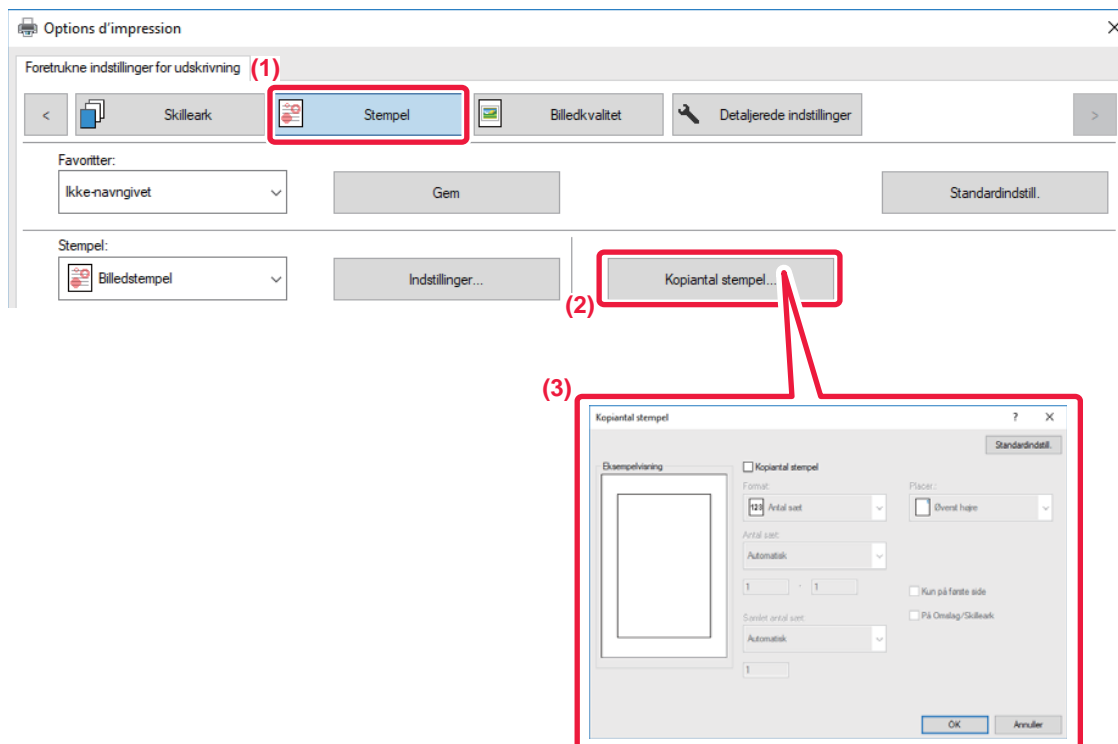 Options d'impression
Foretrukne indstillinger for udskrivning
(1)
< Skilleark Stempel Billedkvalitet Detaljerede indstillinger >
Favoritter:
Ikke-navngivet Gem Standardindstill.
Stempel:
Billedstempel Indstillinger... Kopiantal stempel...
(2)
(3)
Kopiantal stempel ?
Standardindstill.
Eksempelvisning Kopiantal stempel
Format: Placer.:
123 Antal sæt Øverst højre
Antal sæt:
Automatisk
1 - 1 Kun på første side
Samlet antal sæt: På Omslag/Skilleark
Automatisk
1
OK Annuller